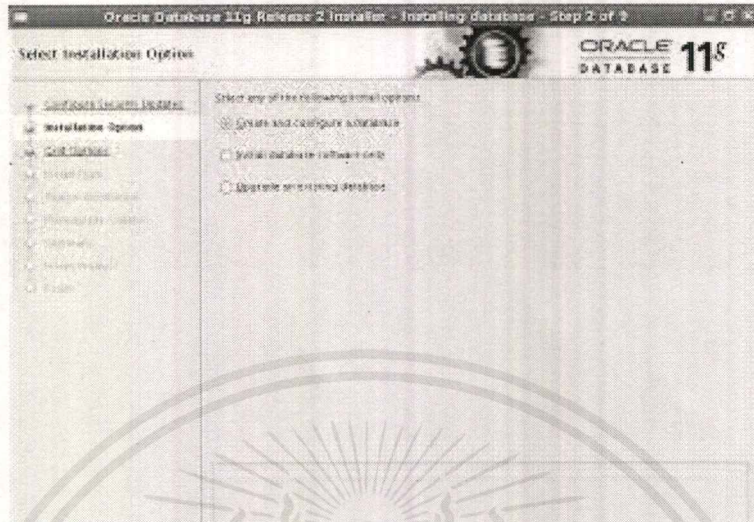 Oracle Database 11g Release 2 Installer - Installing database - Step 2 of 9
Select Installation Option
ORACLE 11g
DATABASE
Configure Security Updates
Installation Option
Grid Options
Select any of the following install options
Create and configure a database
Install database software only
Upgrade an existing database